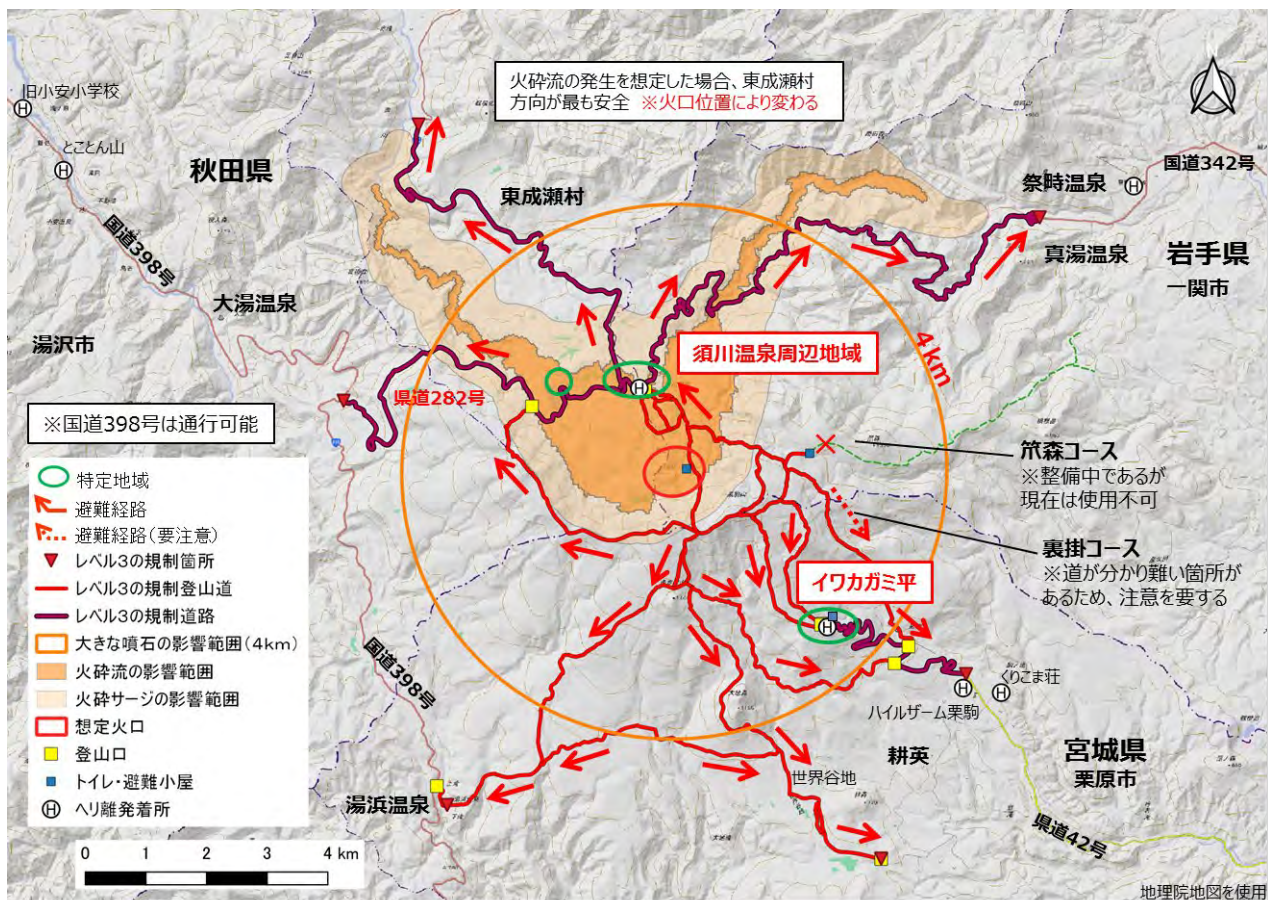 火砕流の発生を想定した場合、東成瀬村
方向が最も安全 ※火口位置により変わる
旧小安小学校
とことん山
秋田県
国道398号
大湯温泉
湯沢市
東成瀬村
国道342号
祭畤温泉
真湯温泉
岩手県
一関市
4km
須川温泉周辺地域
県道282号
※国道398号は通行可能
笊森コース
※整備中であるが
現在は使用不可
裏掛コース
※道が分かり難い箇所が
あるため、注意を要する
イワカガミ平
くりこま荘
ハイルザーム栗駒
耕英
宮城県
栗原市
世界谷地
県道42号
国道398号
湯浜温泉
特定地域
避難経路
避難経路(要注意)
レベル3の規制箇所
レベル3の規制登山道
レベル3の規制道路
大きな噴石の影響範囲(4km)
火砕流の影響範囲
火砕サージの影響範囲
想定火口
登山口
トイレ・避難小屋
Ⓗ ヘリ離発着所
0 1 2 3 4 km
地理院地図を使用